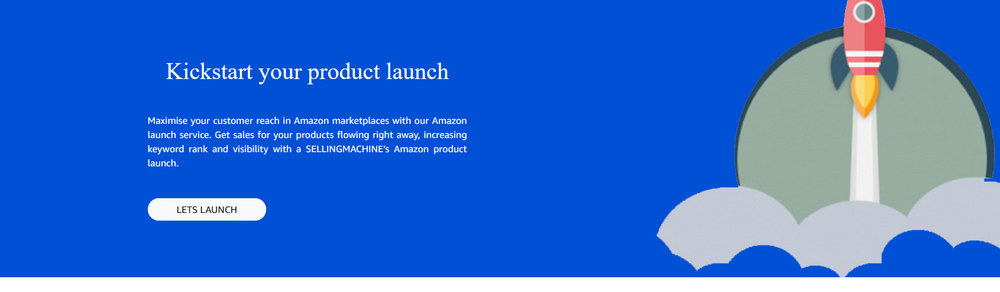 Kickstart your product launch
Maximise your customer reach in Amazon marketplaces with our Amazon
launch service. Get sales for your products flowing right away, increasing
keyword rank and visibility with a SELLINGMACHINE’s Amazon product
launch.
LETS LAUNCH